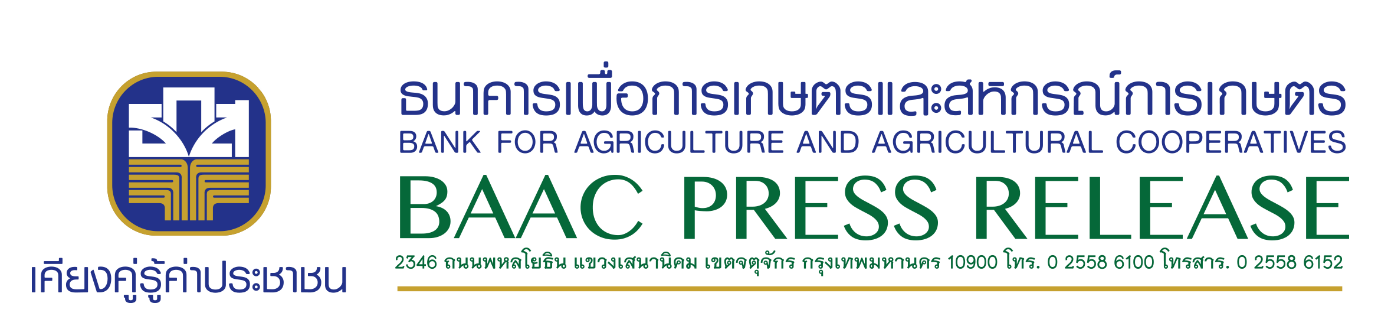 ธกส
เคียงคู่รู้ค่าประชาชน
ธนาคารเพื่อการเกษตรและสหกรณ์การเกษตร
BANK FOR AGRICULTURE AND AGRICULTURAL COOPERATIVES
BAAC PRESS RELEASE
2346 ถนนพหลโยธิน แขวงเสนานิคม เขตจตุจักร กรุงเทพมหานคร 10900 โทร. 0 2558 6100 โทรสาร. 0 2558 6152